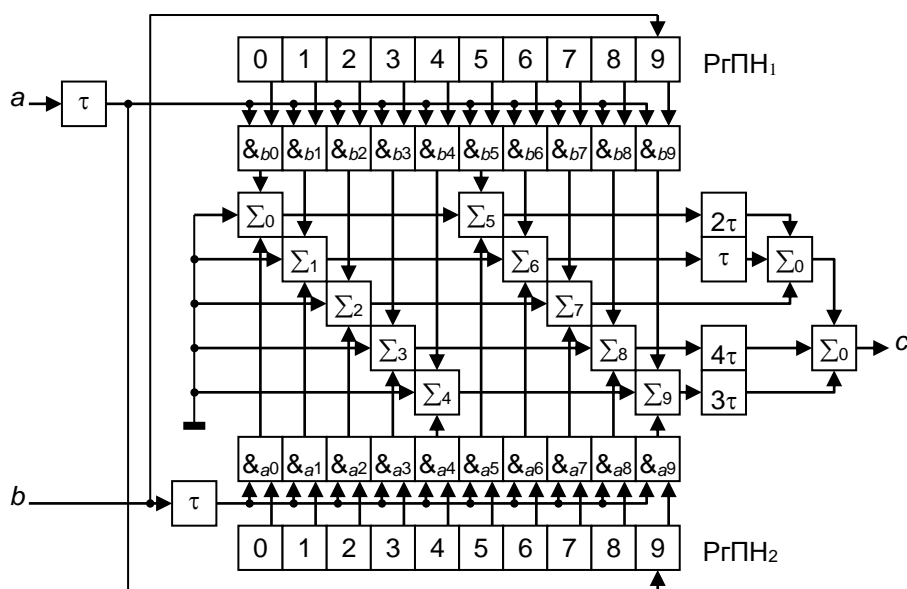 0 1 2 3 4 5 6 7 8 9 РгПН₁
a τ
&b0 &b1 &b2 &b3 &b4 &b5 &b6 &b7 &b8 &b9
∑0 ∑5 2τ
∑1 ∑6 τ ∑0
∑2 ∑7
∑3 ∑8 4τ ∑0 c
∑4 ∑9 3τ
&a0 &a1 &a2 &a3 &a4 &a5 &a6 &a7 &a8 &a9
b τ
0 1 2 3 4 5 6 7 8 9 РгПН₂